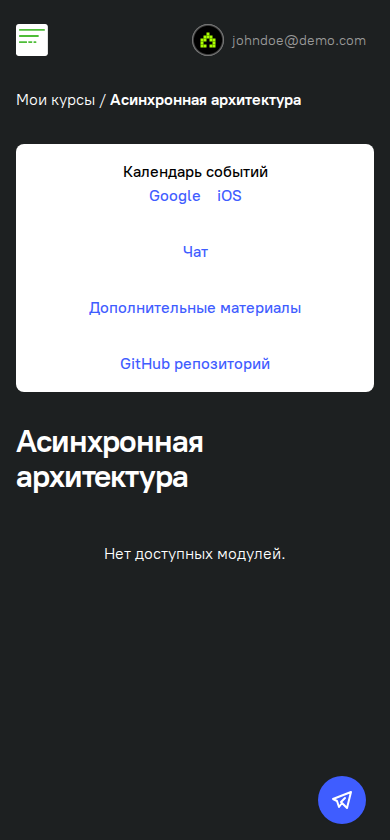 johndoe@demo.com
Мои курсы / Асинхронная архитектура
Календарь событий
Google iOS
Чат
Дополнительные материалы
GitHub репозиторий
Асинхронная
архитектура
Нет доступных модулей.